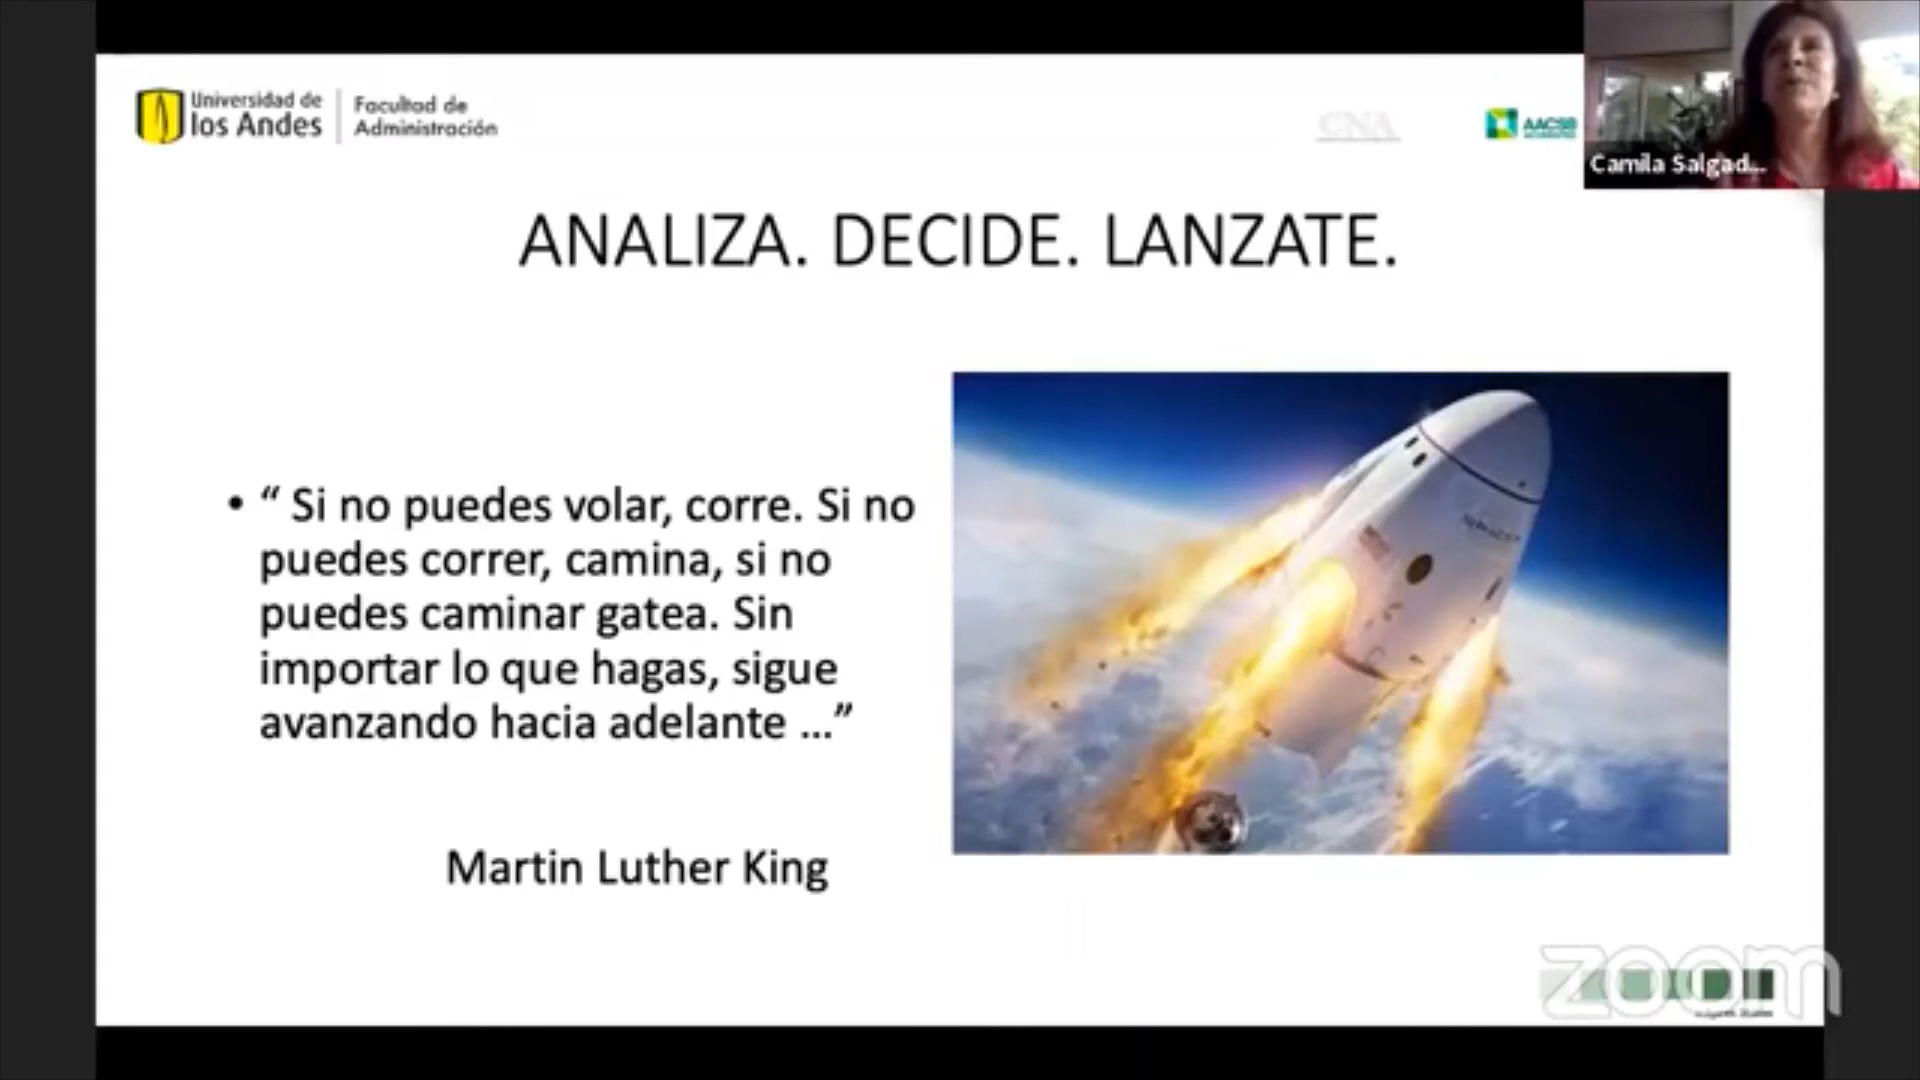 Universidad de
los Andes
Facultad de
Administración
CNA
AACSB
Camila Salgad...
ANALIZA. DECIDE. LANZATE.
• “ Si no puedes volar, corre. Si no
puedes correr, camina, si no
puedes caminar gatea. Sin
importar lo que hagas, sigue
avanzando hacia adelante ...”
Martin Luther King
zoom